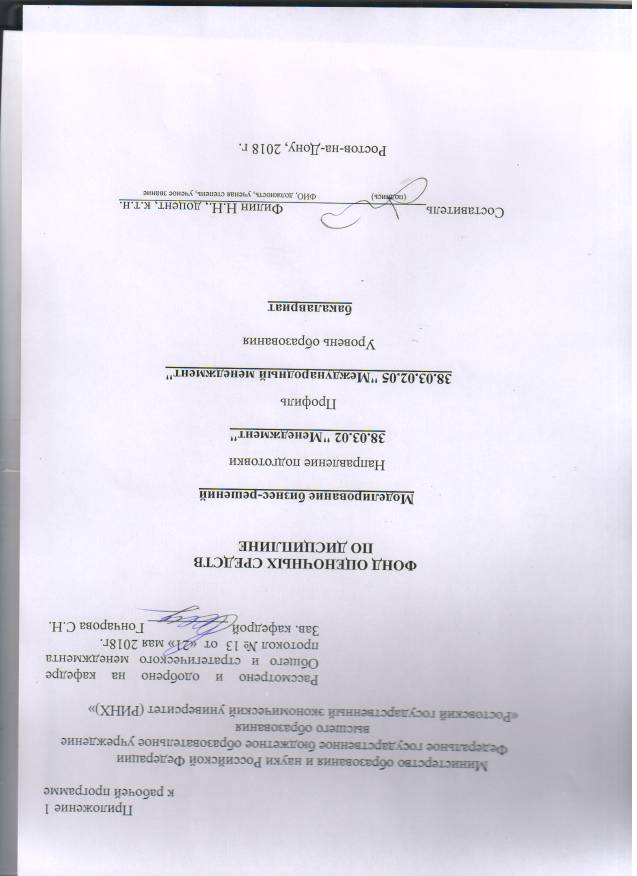 Приложение 1
к рабочей программе
Министерство образования и науки Российской Федерации
Федеральное государственное бюджетное образовательное учреждение
высшего образования
«Ростовский государственный экономический университет (РИНХ)»
Рассмотрено и одобрено на кафедре
Общего и стратегического менеджмента
протокол № 13 от «21» мая 2018г.
Зав. кафедрой Гончарова С.Н.
ФОНД ОЦЕНОЧНЫХ СРЕДСТВ
ПО ДИСЦИПЛИНЕ
Моделирование бизнес-решений
Направление подготовки
38.03.02 "Менеджмент"
Профиль
38.03.02.05 "Международный менеджмент"
Уровень образования
бакалавриат
Составитель Филин Н.Н., доцент, к.т.н.
(подпись) ФИО, должность, ученая степень, ученое звание
Ростов-на-Дону, 2018 г.